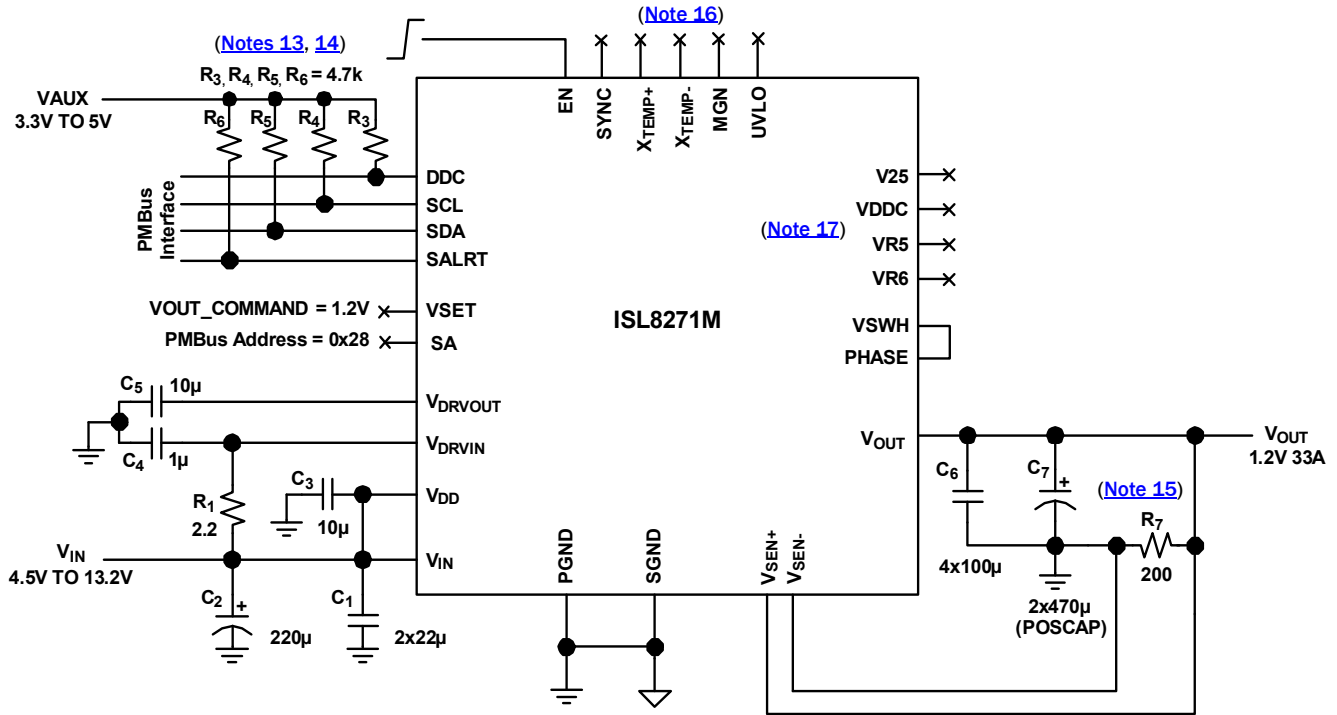 (Note 16)
(Notes 13, 14)
R3, R4, R5, R6 = 4.7k
VAUX
3.3V TO 5V
R6
R5
R4
R3
EN
SYNC
XTEMP+
XTEMP-
MGN
UVLO
PMBus
Interface
DDC
SCL
SDA
SALRT
V25
VDDC
(Note 17)
VR5
VR6
VOUT_COMMAND = 1.2V
VSET
ISL8271M
VSWH
PMBus Address = 0x28
SA
PHASE
C5
10µ
VDRVOUT
C4
1µ
VDRVIN
VOUT
VOUT
1.2V 33A
C3
10µ
VDD
R1
2.2
C6
C7
+
(Note 15)
R7
200
VIN
4.5V TO 13.2V
VIN
PGND
SGND
VSEN+
VSEN-
4x100µ
2x470µ
(POSCAP)
C2
+
220µ
C1
2x22µ